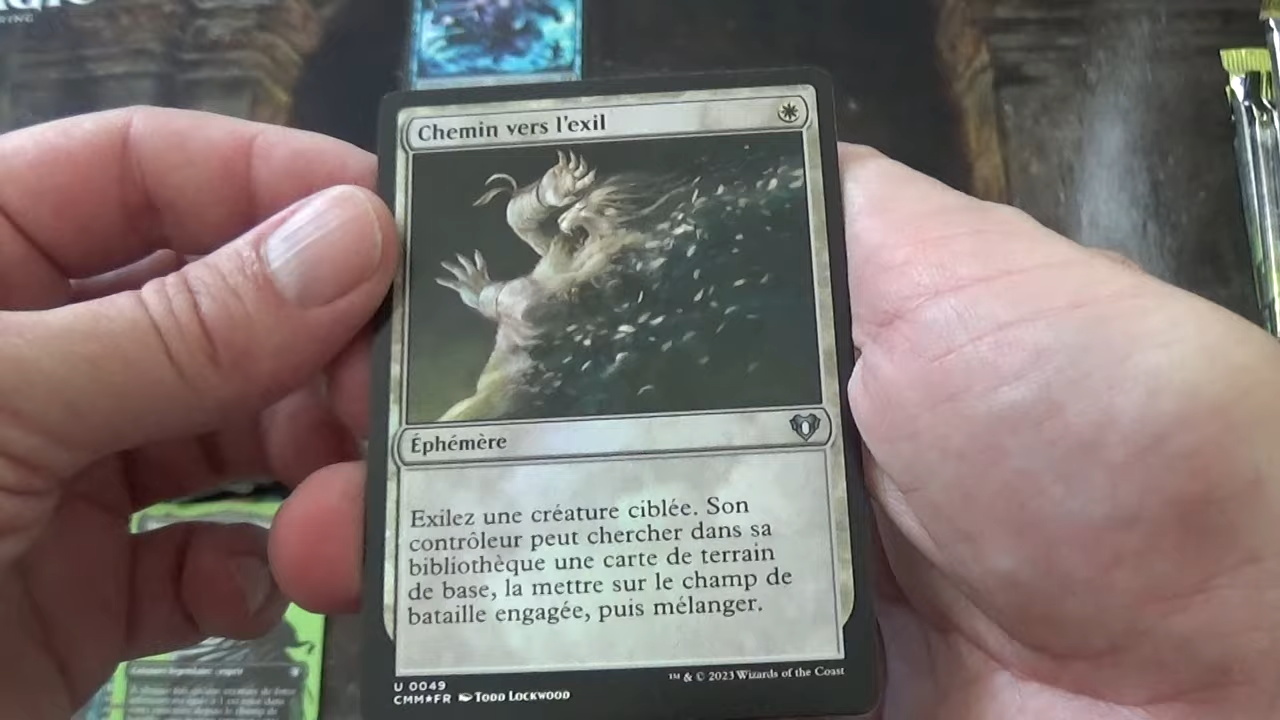 Chemin vers l'exil
Éphémère
Exilez une créature ciblée. Son
contrôleur peut chercher dans sa
bibliothèque une carte de terrain
de base, la mettre sur le champ de
bataille engagée, puis mélanger.
U 0049
CMM★FR Todd Lockwood
™ & © 2023 Wizards of the Coast